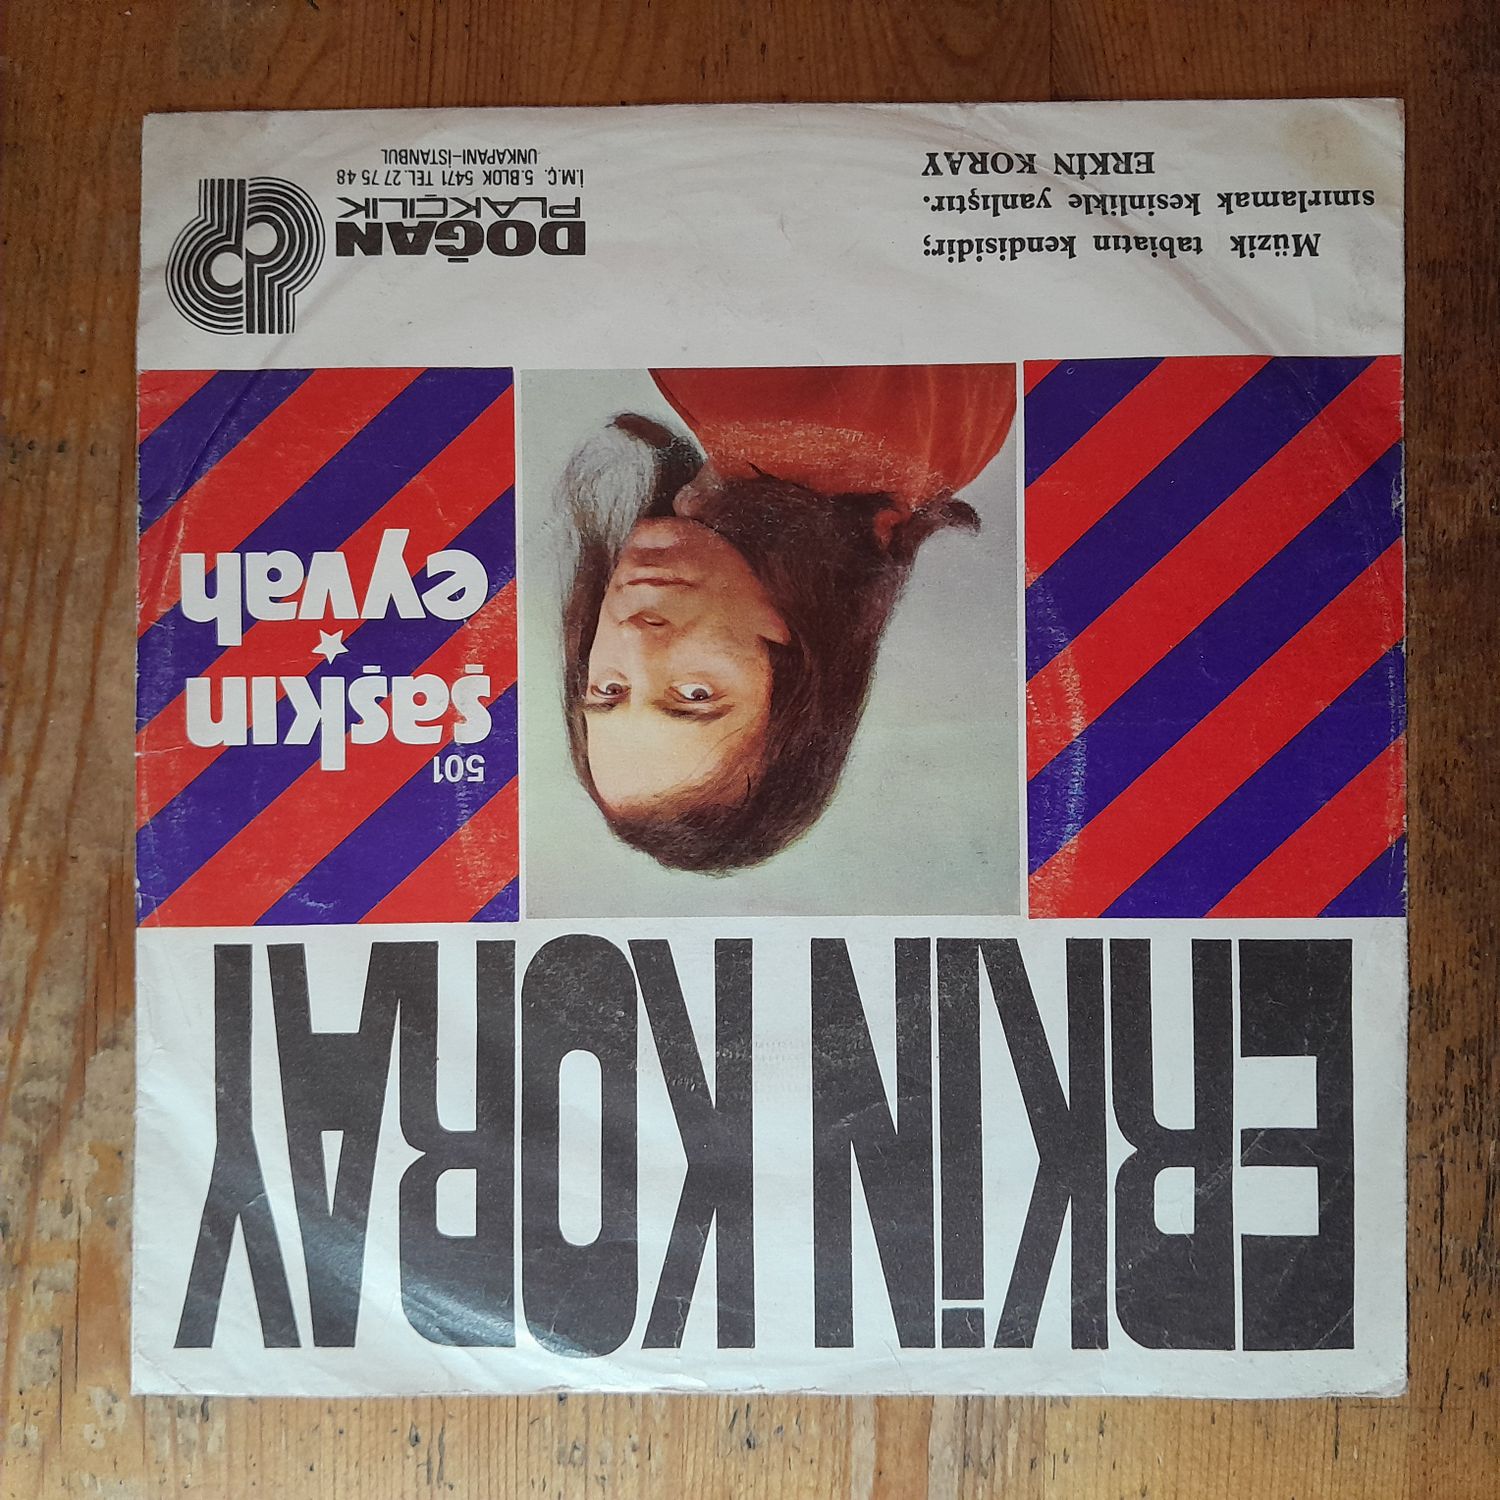 ERKİN KORAY
501
şaşkın
eyvah
Müzik tabiatın kendisidir;
sınırlamak kesinlikle yanlıştır.
ERKİN KORAY
DOĞAN
PLAKÇILIK
İ.M.Ç. 5.BLOK 5471 TEL. 27 75 48
UNKAPANI-İSTANBUL